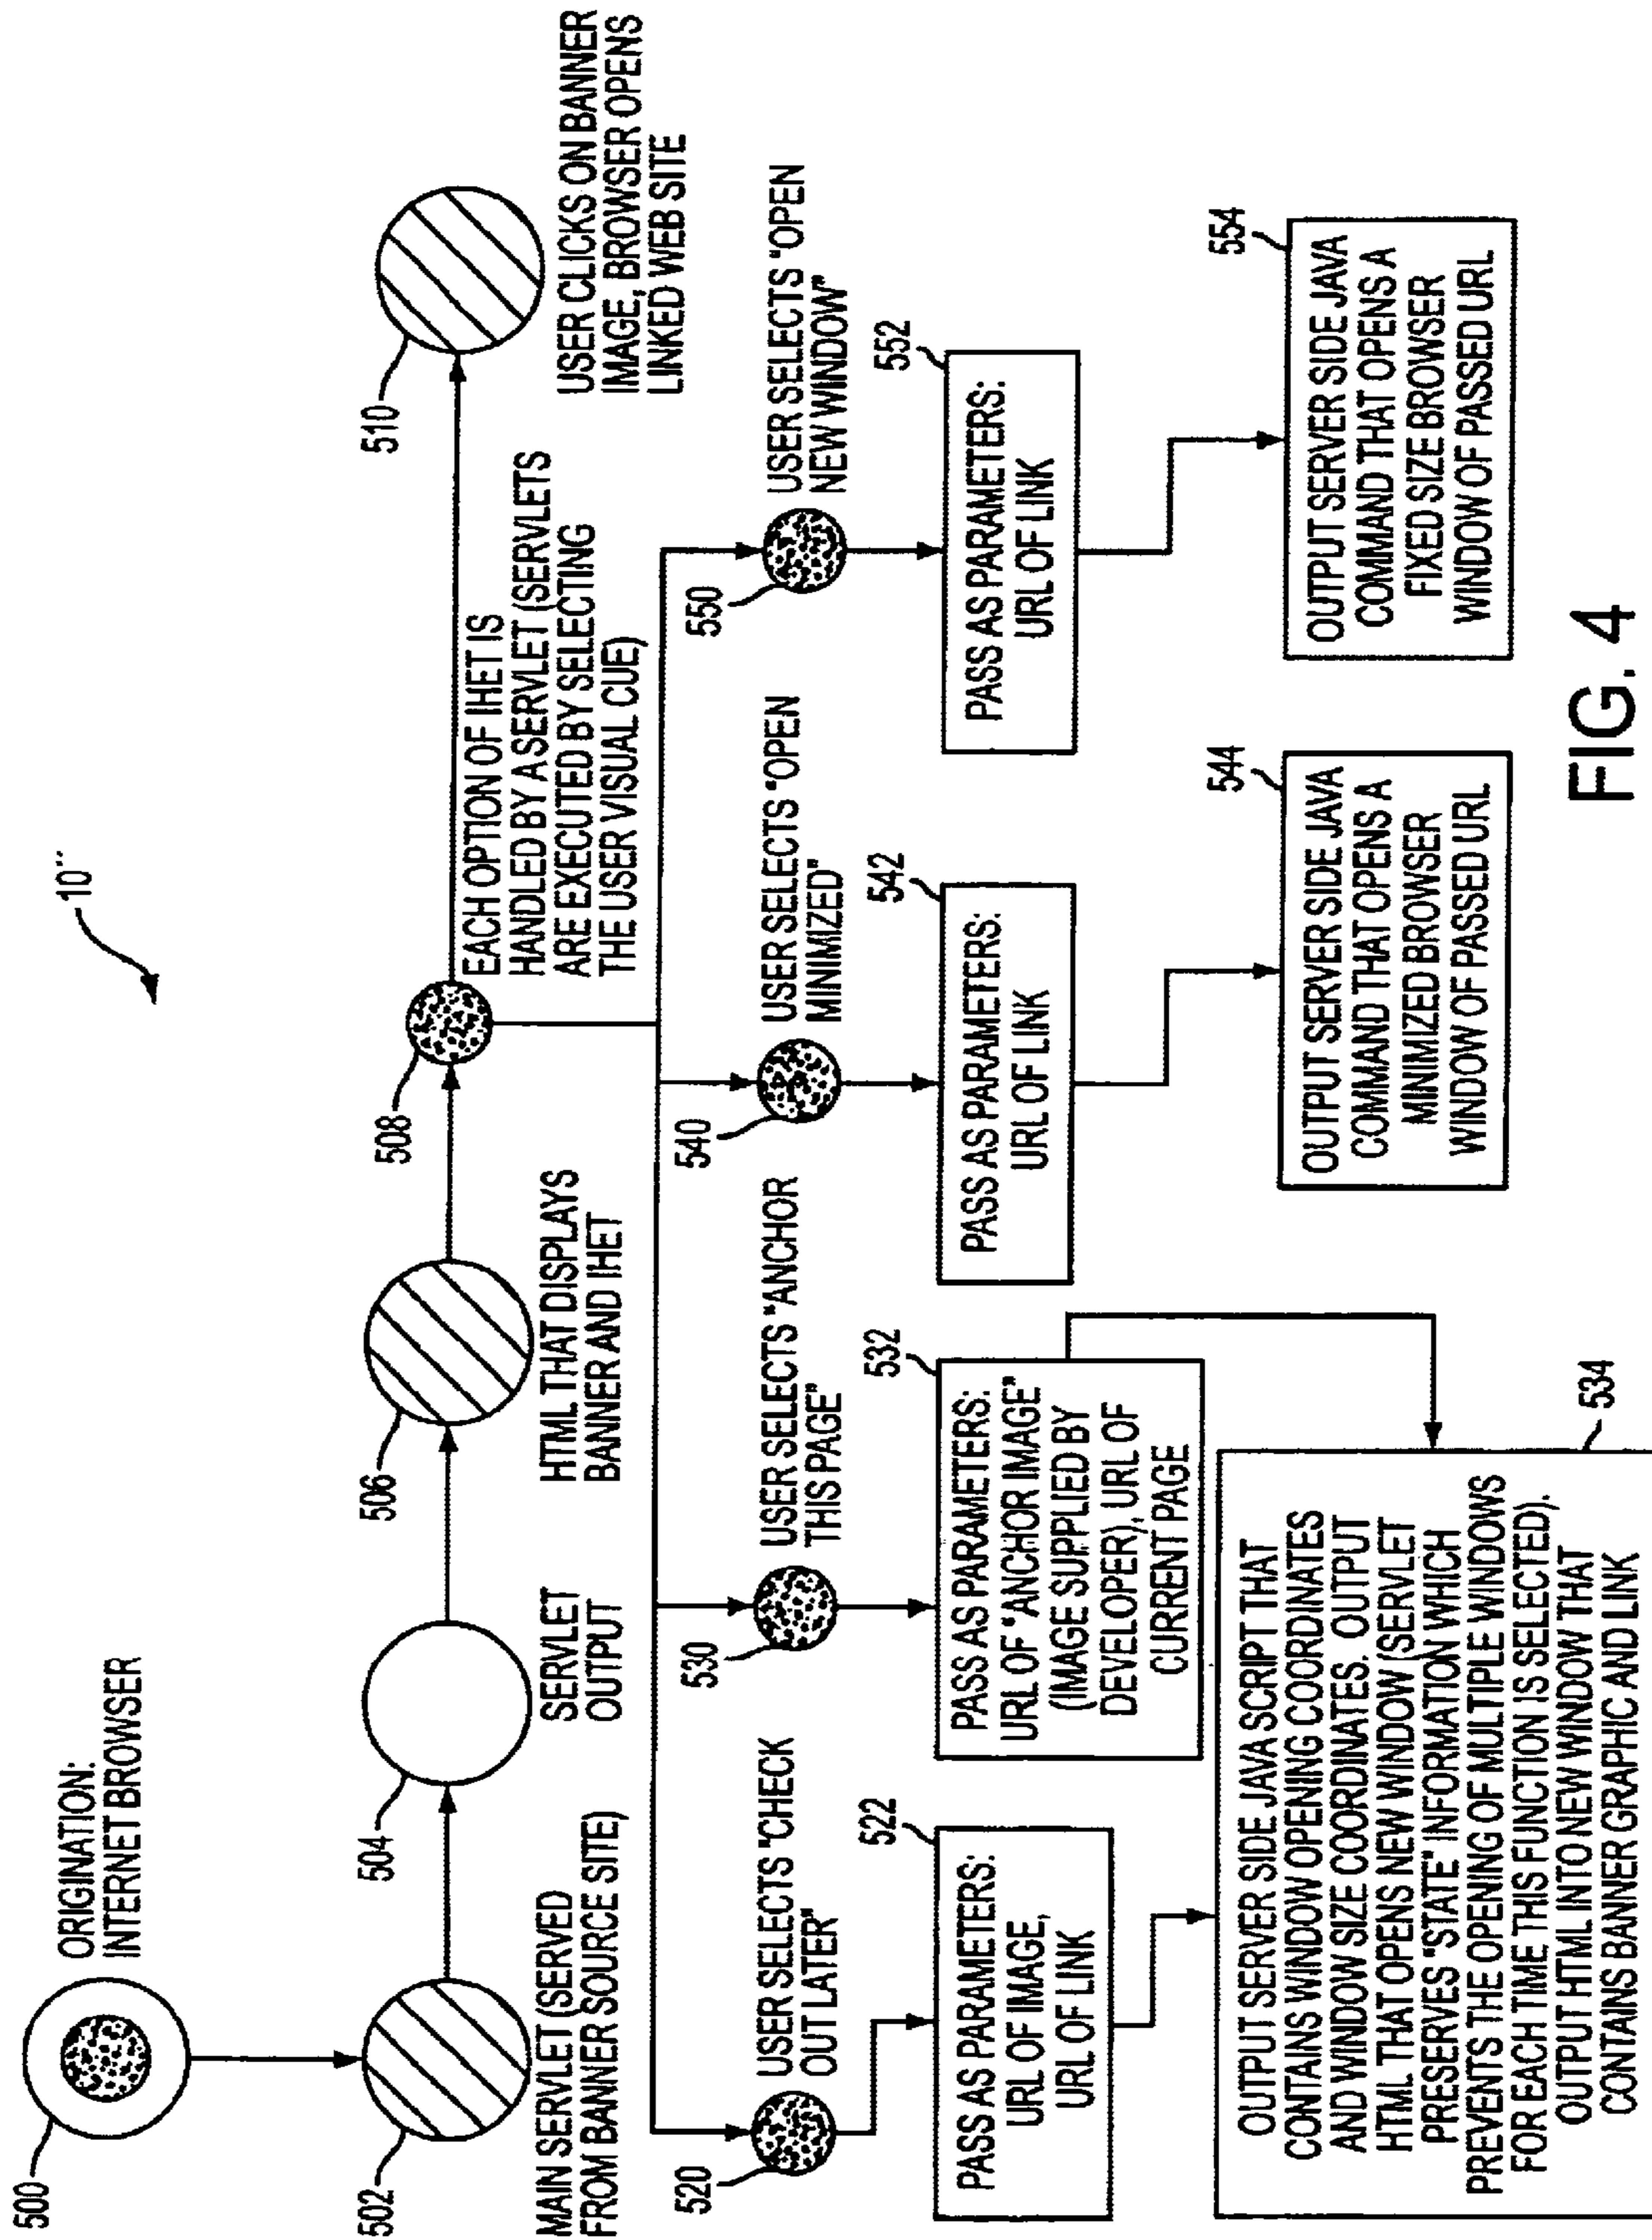 10''
500
ORIGINATION:
INTERNET BROWSER
502
MAIN SERVLET (SERVED
FROM BANNER SOURCE SITE)
504
SERVLET
OUTPUT
506
HTML THAT DISPLAYS
BANNER AND IHET
508
EACH OPTION OF IHET IS
HANDLED BY A SERVLET (SERVLETS
ARE EXECUTED BY SELECTING
THE USER VISUAL CUE)
510
USER CLICKS ON BANNER
IMAGE, BROWSER OPENS
LINKED WEB SITE
520
USER SELECTS "CHECK
OUT LATER"
530
USER SELECTS "ANCHOR
THIS PAGE"
540
USER SELECTS "OPEN
MINIMIZED"
550
USER SELECTS "OPEN
NEW WINDOW"
522
PASS AS PARAMETERS:
URL OF IMAGE,
URL OF LINK
532
PASS AS PARAMETERS:
URL OF "ANCHOR IMAGE"
(IMAGE SUPPLIED BY
DEVELOPER), URL OF
CURRENT PAGE
542
PASS AS PARAMETERS:
URL OF LINK
552
PASS AS PARAMETERS:
URL OF LINK
534
OUTPUT SERVER SIDE JAVA SCRIPT THAT
CONTAINS WINDOW OPENING COORDINATES
AND WINDOW SIZE COORDINATES. OUTPUT
HTML THAT OPENS NEW WINDOW (SERVLET
PRESERVES "STATE" INFORMATION WHICH
PREVENTS THE OPENING OF MULTIPLE WINDOWS
FOR EACH TIME THIS FUNCTION IS SELECTED).
OUTPUT HTML INTO NEW WINDOW THAT
CONTAINS BANNER GRAPHIC AND LINK
544
OUTPUT SERVER SIDE JAVA
COMMAND THAT OPENS A
MINIMIZED BROWSER
WINDOW OF PASSED URL
554
OUTPUT SERVER SIDE JAVA
COMMAND THAT OPENS A
FIXED SIZE BROWSER
WINDOW OF PASSED URL
FIG. 4